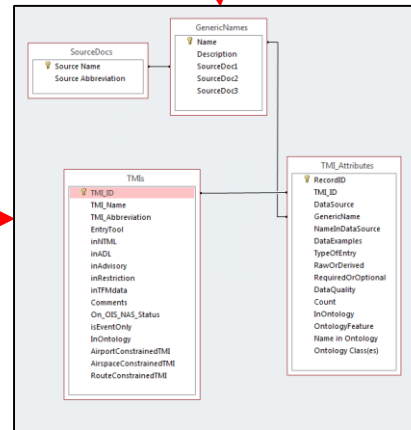 GenericNames
Name
Description
SourceDoc1
SourceDoc2
SourceDoc3
SourceDocs
Source Name
Source Abbreviation
TMIs
TMI_ID
TMI_Name
TMI_Abbreviation
EntryTool
inNTML
inADL
inAdvisory
inRestriction
inTFMdata
Comments
On_OIS_NAS_Status
isEventOnly
InOntology
AirportConstrainedTMI
AirspaceConstrainedTMI
RouteConstrainedTMI
TMI_Attributes
RecordID
TMI_ID
DataSource
GenericName
NameInDataSource
DataExamples
TypeOfEntry
RawOrDerived
RequiredOrOptional
DataQuality
Count
InOntology
OntologyFeature
Name in Ontology
Ontology Class(es)